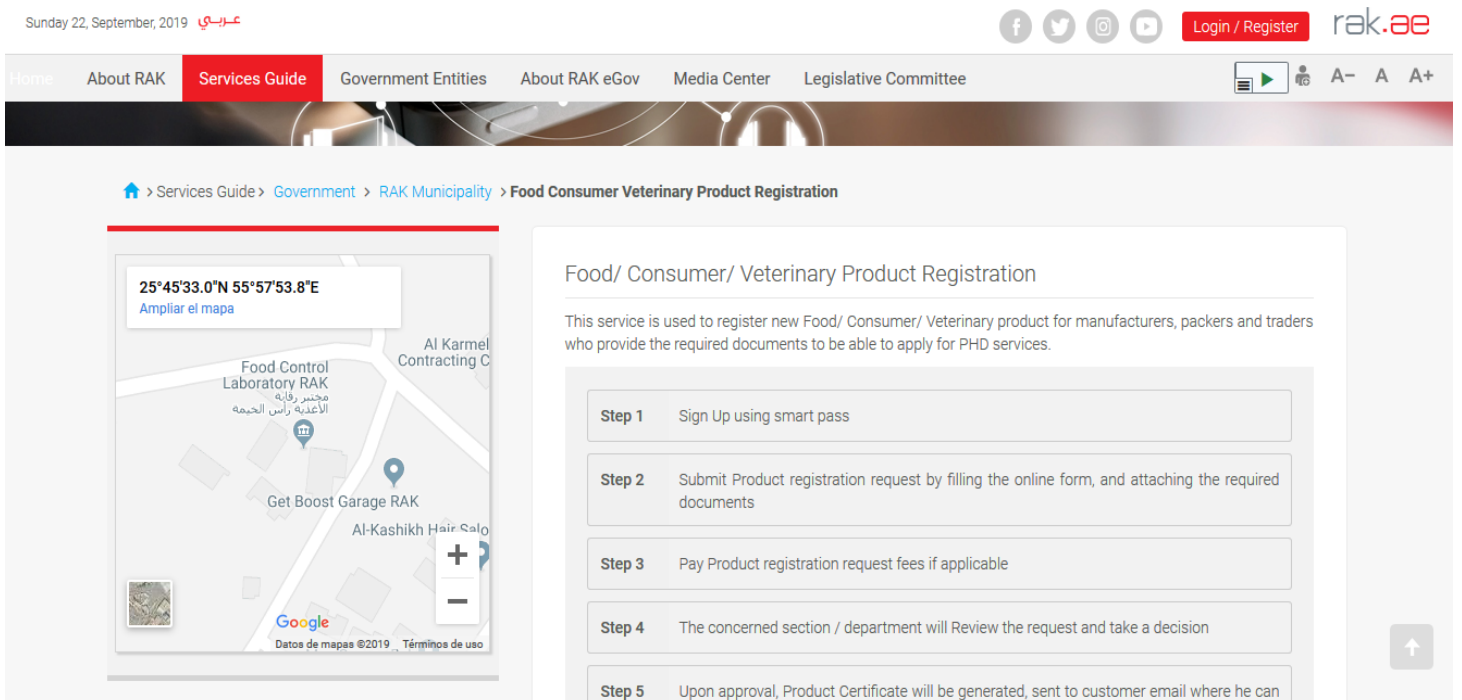 Sunday 22, September, 2019 عربي
Login / Register
rak.ae
Home About RAK Services Guide Government Entities About RAK eGov Media Center Legislative Committee
A− A A+
> Services Guide > Government > RAK Municipality > Food Consumer Veterinary Product Registration
25°45'33.0"N 55°57'53.8"E
Ampliar el mapa
Al Karmel
Contracting C
Food Control
Laboratory RAK
مختبر رقابة
الأغذية رأس الخيمة
Get Boost Garage RAK
Al-Kashikh Hair Salo
+
−
Google
Datos de mapas ©2019 Términos de uso
Food/ Consumer/ Veterinary Product Registration
This service is used to register new Food/ Consumer/ Veterinary product for manufacturers, packers and traders
who provide the required documents to be able to apply for PHD services.
Step 1 Sign Up using smart pass
Step 2 Submit Product registration request by filling the online form, and attaching the required
documents
Step 3 Pay Product registration request fees if applicable
Step 4 The concerned section / department will Review the request and take a decision
Step 5 Upon approval, Product Certificate will be generated, sent to customer email where he can